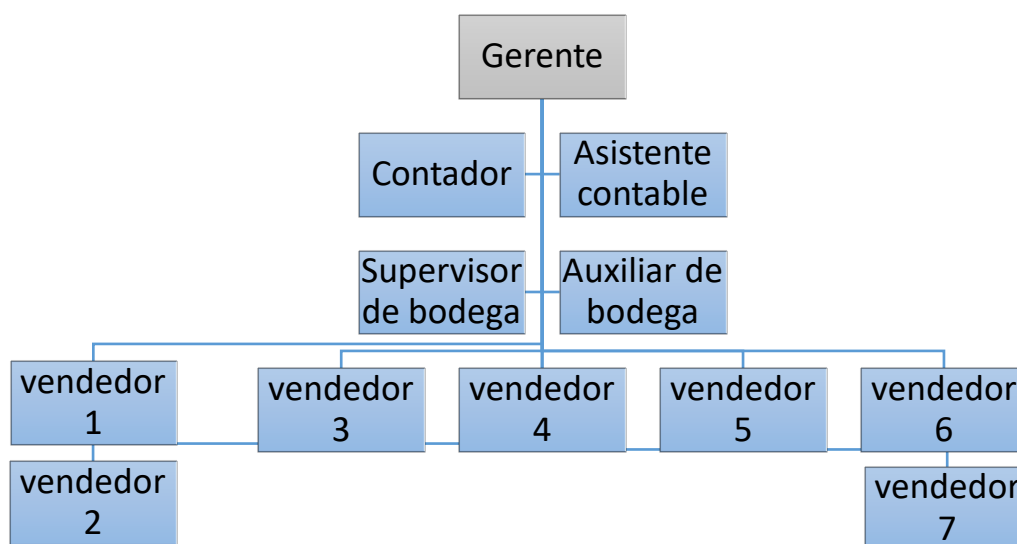 Gerente
Contador
Asistente
contable
Supervisor
de bodega
Auxiliar de
bodega
vendedor
1
vendedor
3
vendedor
4
vendedor
5
vendedor
6
vendedor
2
vendedor
7